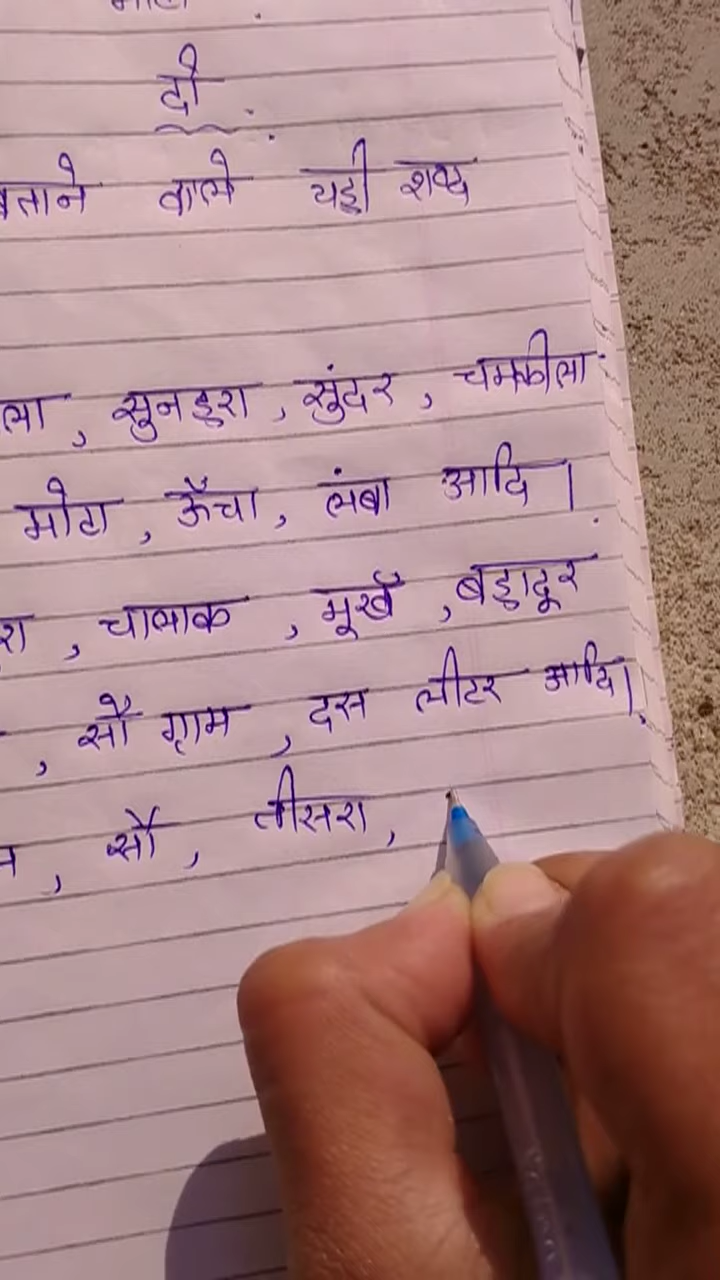 दो
बताने वाले यही शब्द
ला, सुनहरा, सुंदर, चमकीला
मोटा, ऊँचा, लंबा आदि।
रा, चालाक, मूर्ख, बहादूर
, सौ ग्राम, दस लीटर आदि।
न, सौ, तीसरा,